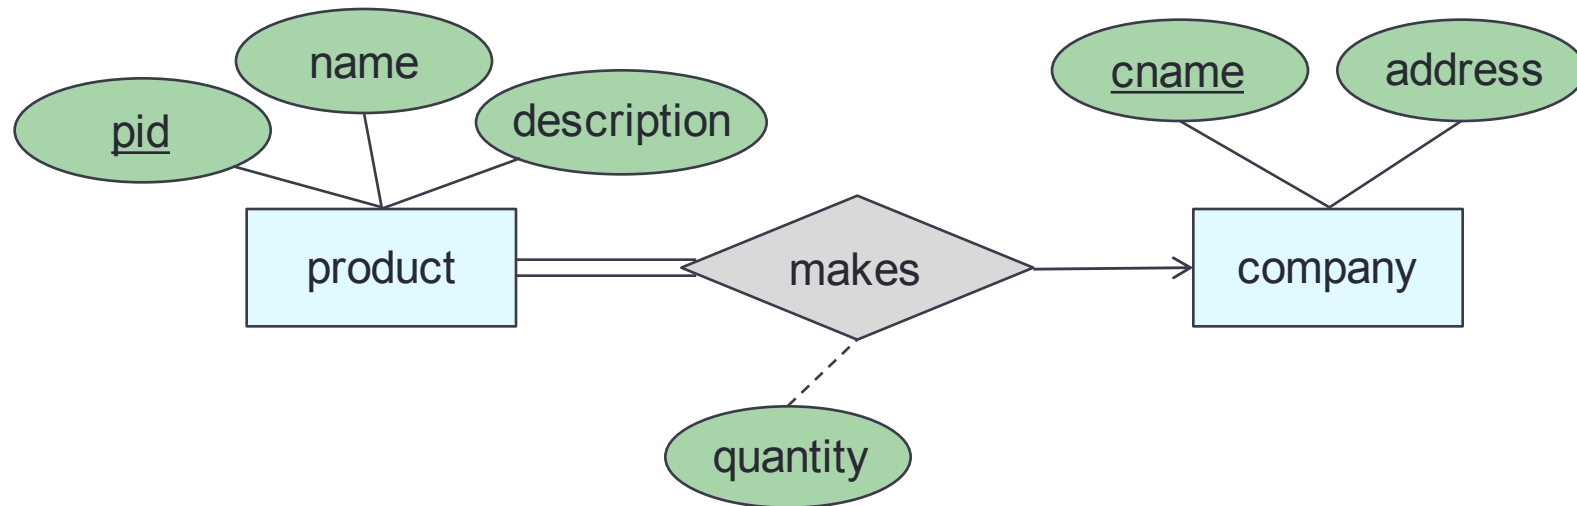 name
cname
address
pid
description
product
makes
company
quantity